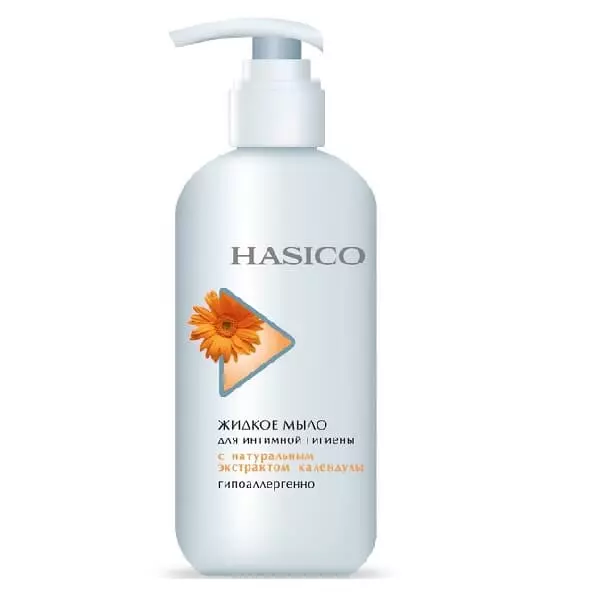 HASICO
ЖИДКОЕ МЫЛО
для интимной гигиены
с натуральным
экстрактом календулы
гипоаллергенно